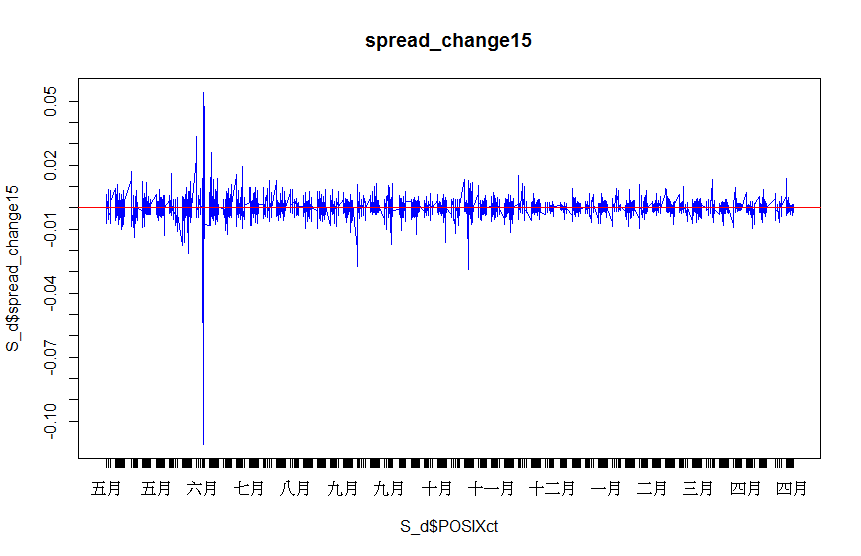 spread_change15
S_d$spread_change15
0.05
0.02
-0.01
-0.04
-0.07
-0.10
五月 五月 六月 七月 八月 九月 九月 十月 十一月 十二月 一月 二月 三月 四月 四月
S_d$POSIXct